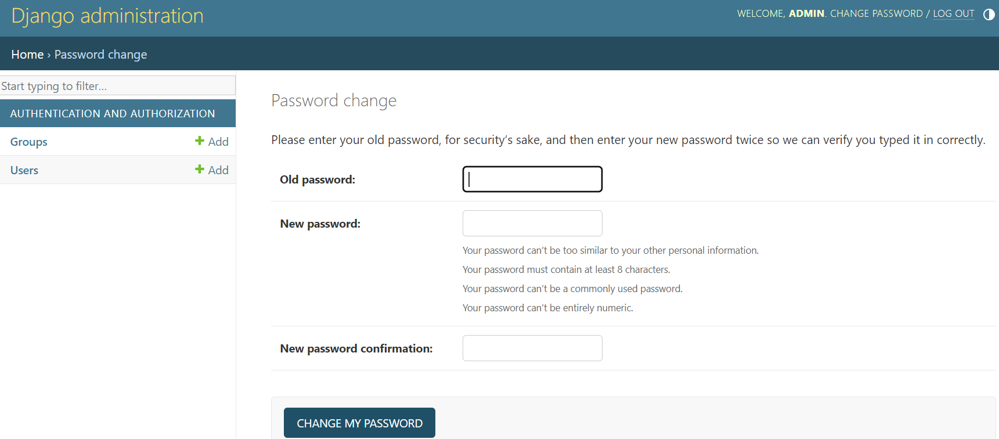 Django administration
WELCOME, ADMIN. CHANGE PASSWORD / LOG OUT
Home › Password change
Start typing to filter...
AUTHENTICATION AND AUTHORIZATION
Groups
Add
Users
Add
Password change
Please enter your old password, for security’s sake, and then enter your new password twice so we can verify you typed it in correctly.
Old password:
New password:
Your password can’t be too similar to your other personal information.
Your password must contain at least 8 characters.
Your password can’t be a commonly used password.
Your password can’t be entirely numeric.
New password confirmation:
CHANGE MY PASSWORD